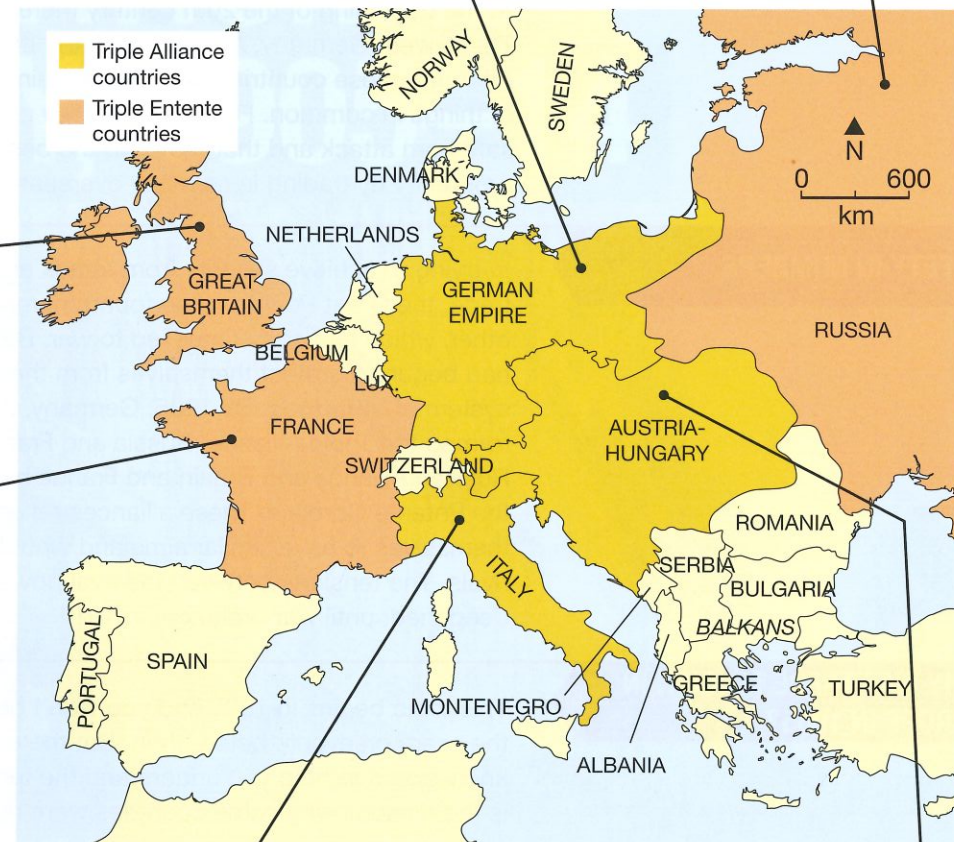 Triple Alliance
countries
Triple Entente
countries
NORWAY
SWEDEN
N
0 600
km
DENMARK
NETHERLANDS
GREAT
BRITAIN
GERMAN
EMPIRE
RUSSIA
BELGIUM
LUX.
FRANCE
AUSTRIA-
HUNGARY
SWITZERLAND
ROMANIA
ITALY
SERBIA
BULGARIA
BALKANS
PORTUGAL
SPAIN
GREECE
TURKEY
MONTENEGRO
ALBANIA